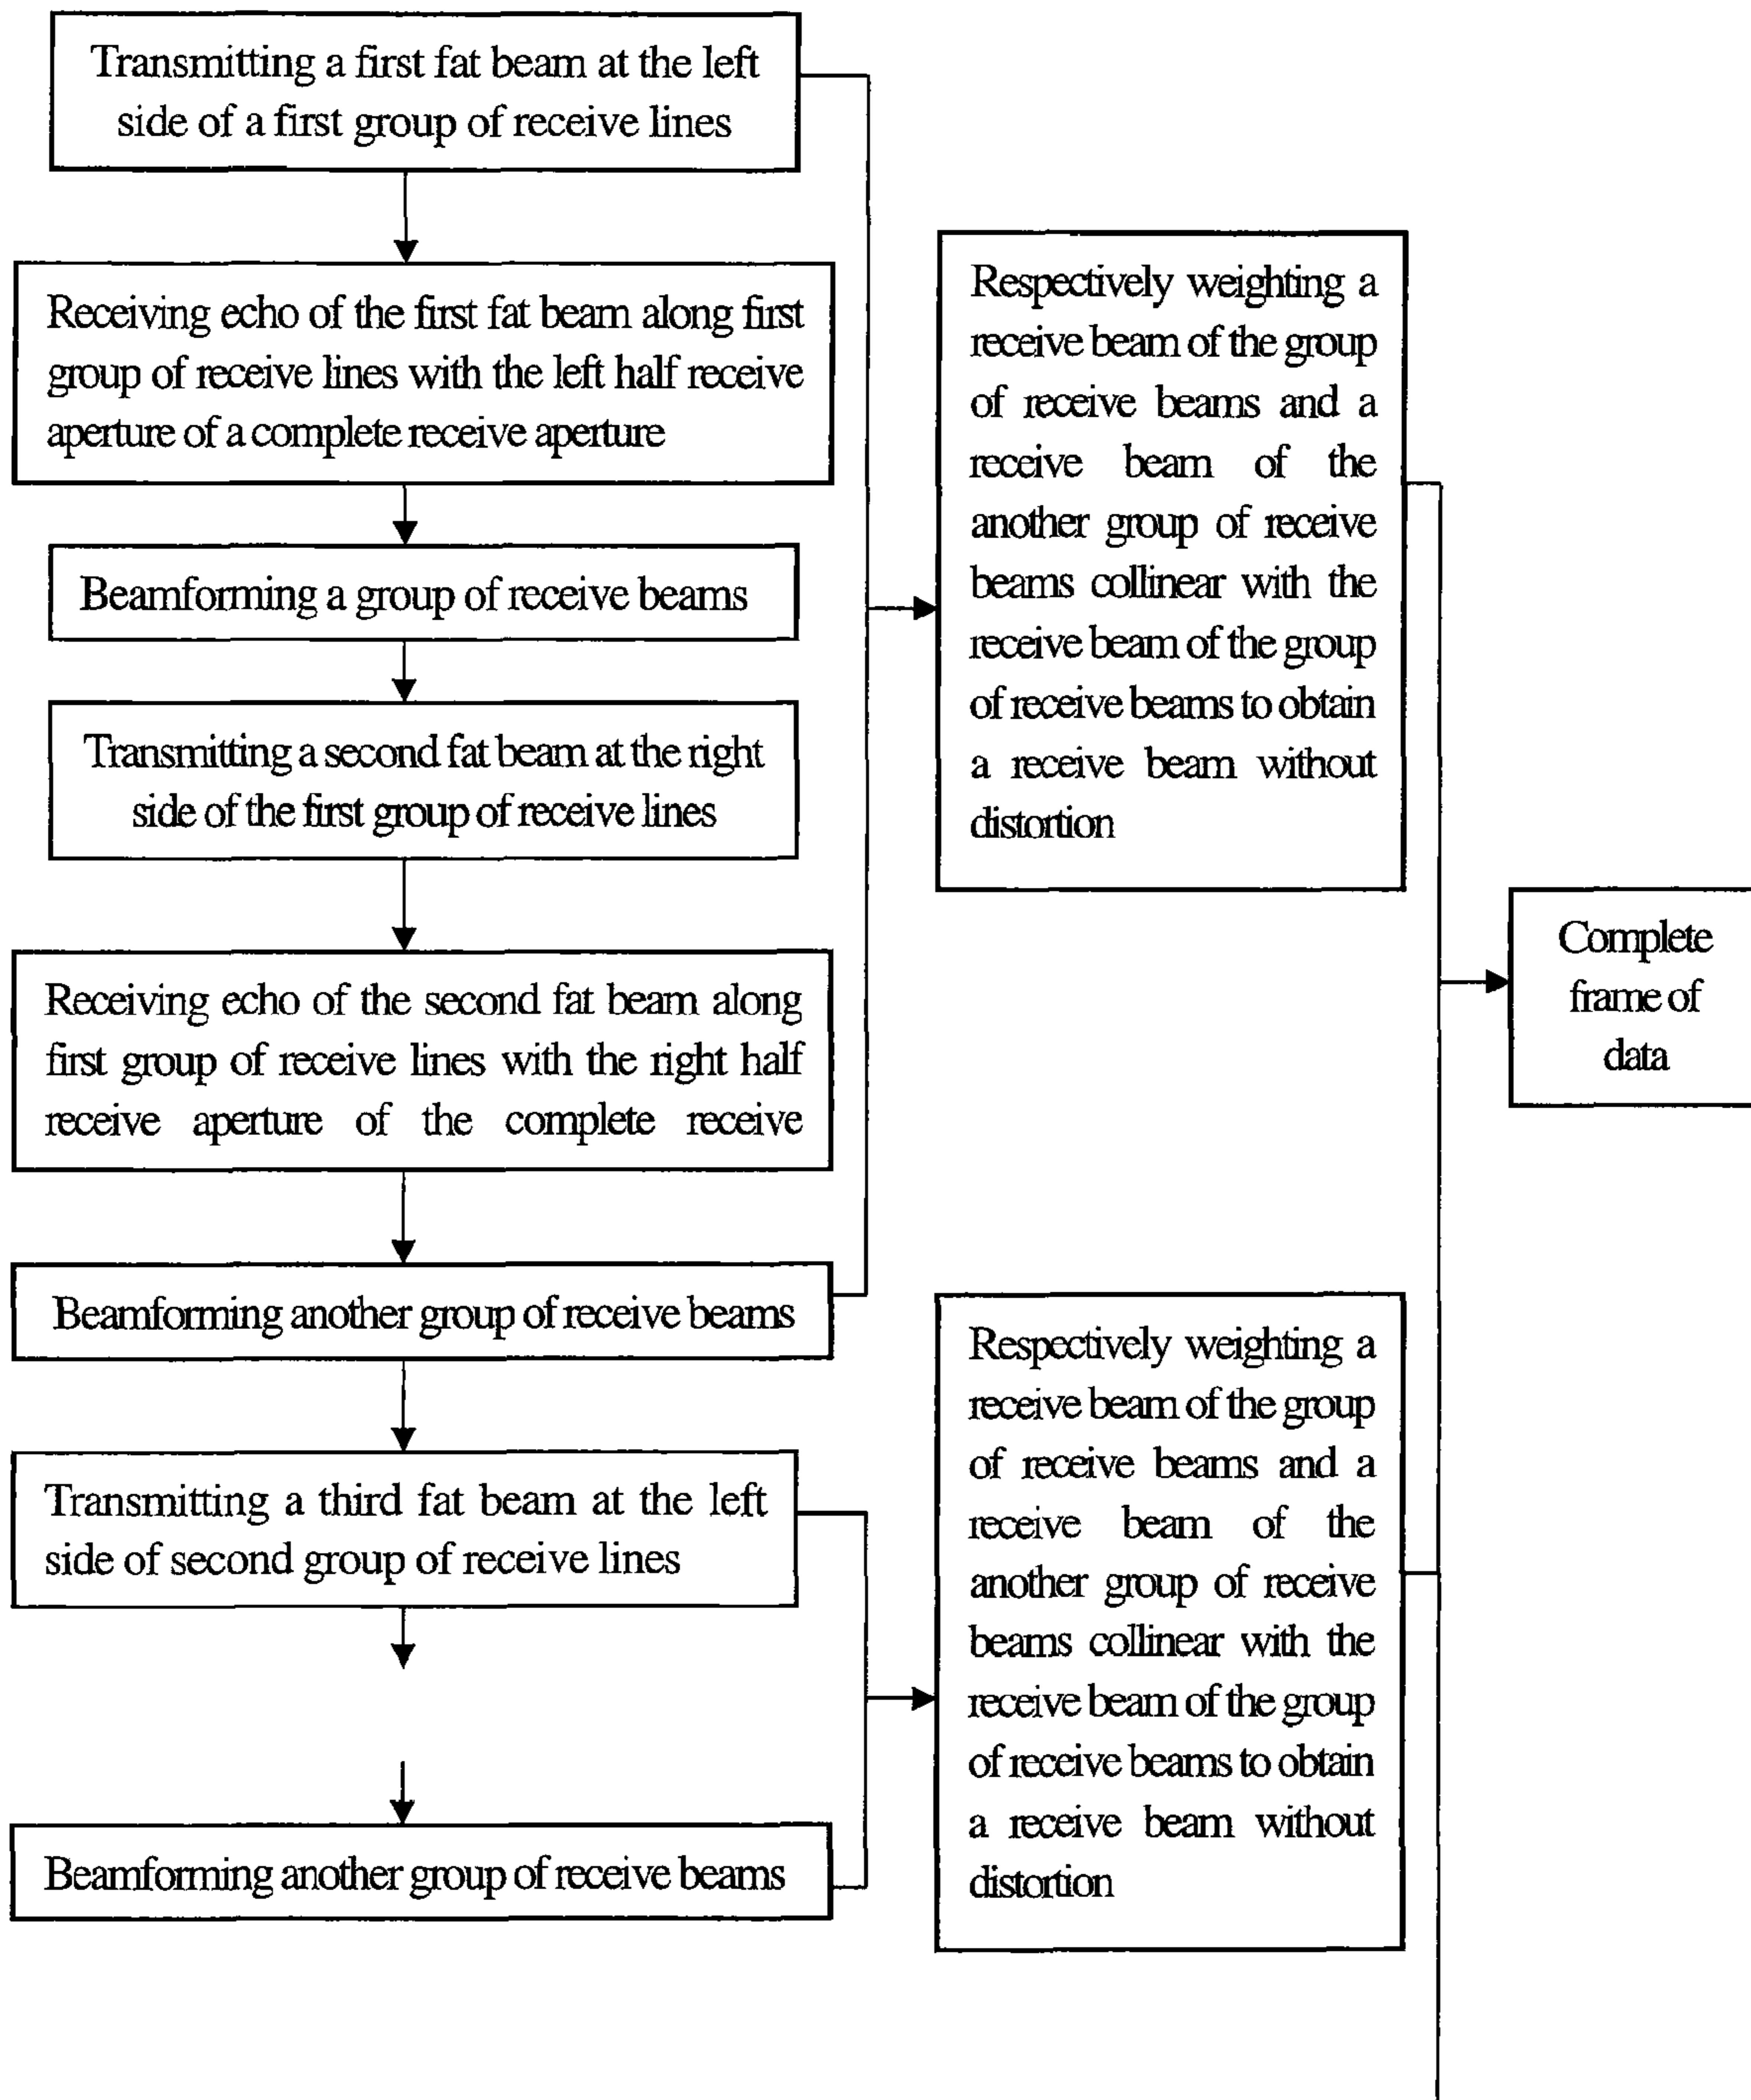 Transmitting a first fat beam at the left
side of a first group of receive lines
Receiving echo of the first fat beam along first
group of receive lines with the left half receive
aperture of a complete receive aperture
Beamforming a group of receive beams
Transmitting a second fat beam at the right
side of the first group of receive lines
Receiving echo of the second fat beam along
first group of receive lines with the right half
receive aperture of the complete receive
Beamforming another group of receive beams
Transmitting a third fat beam at the left
side of second group of receive lines
Beamforming another group of receive beams
Respectively weighting a
receive beam of the group
of receive beams and a
receive beam of the
another group of receive
beams collinear with the
receive beam of the group
of receive beams to obtain
a receive beam without
distortion
Respectively weighting a
receive beam of the group
of receive beams and a
receive beam of the
another group of receive
beams collinear with the
receive beam of the group
of receive beams to obtain
a receive beam without
distortion
Complete
frame of
data